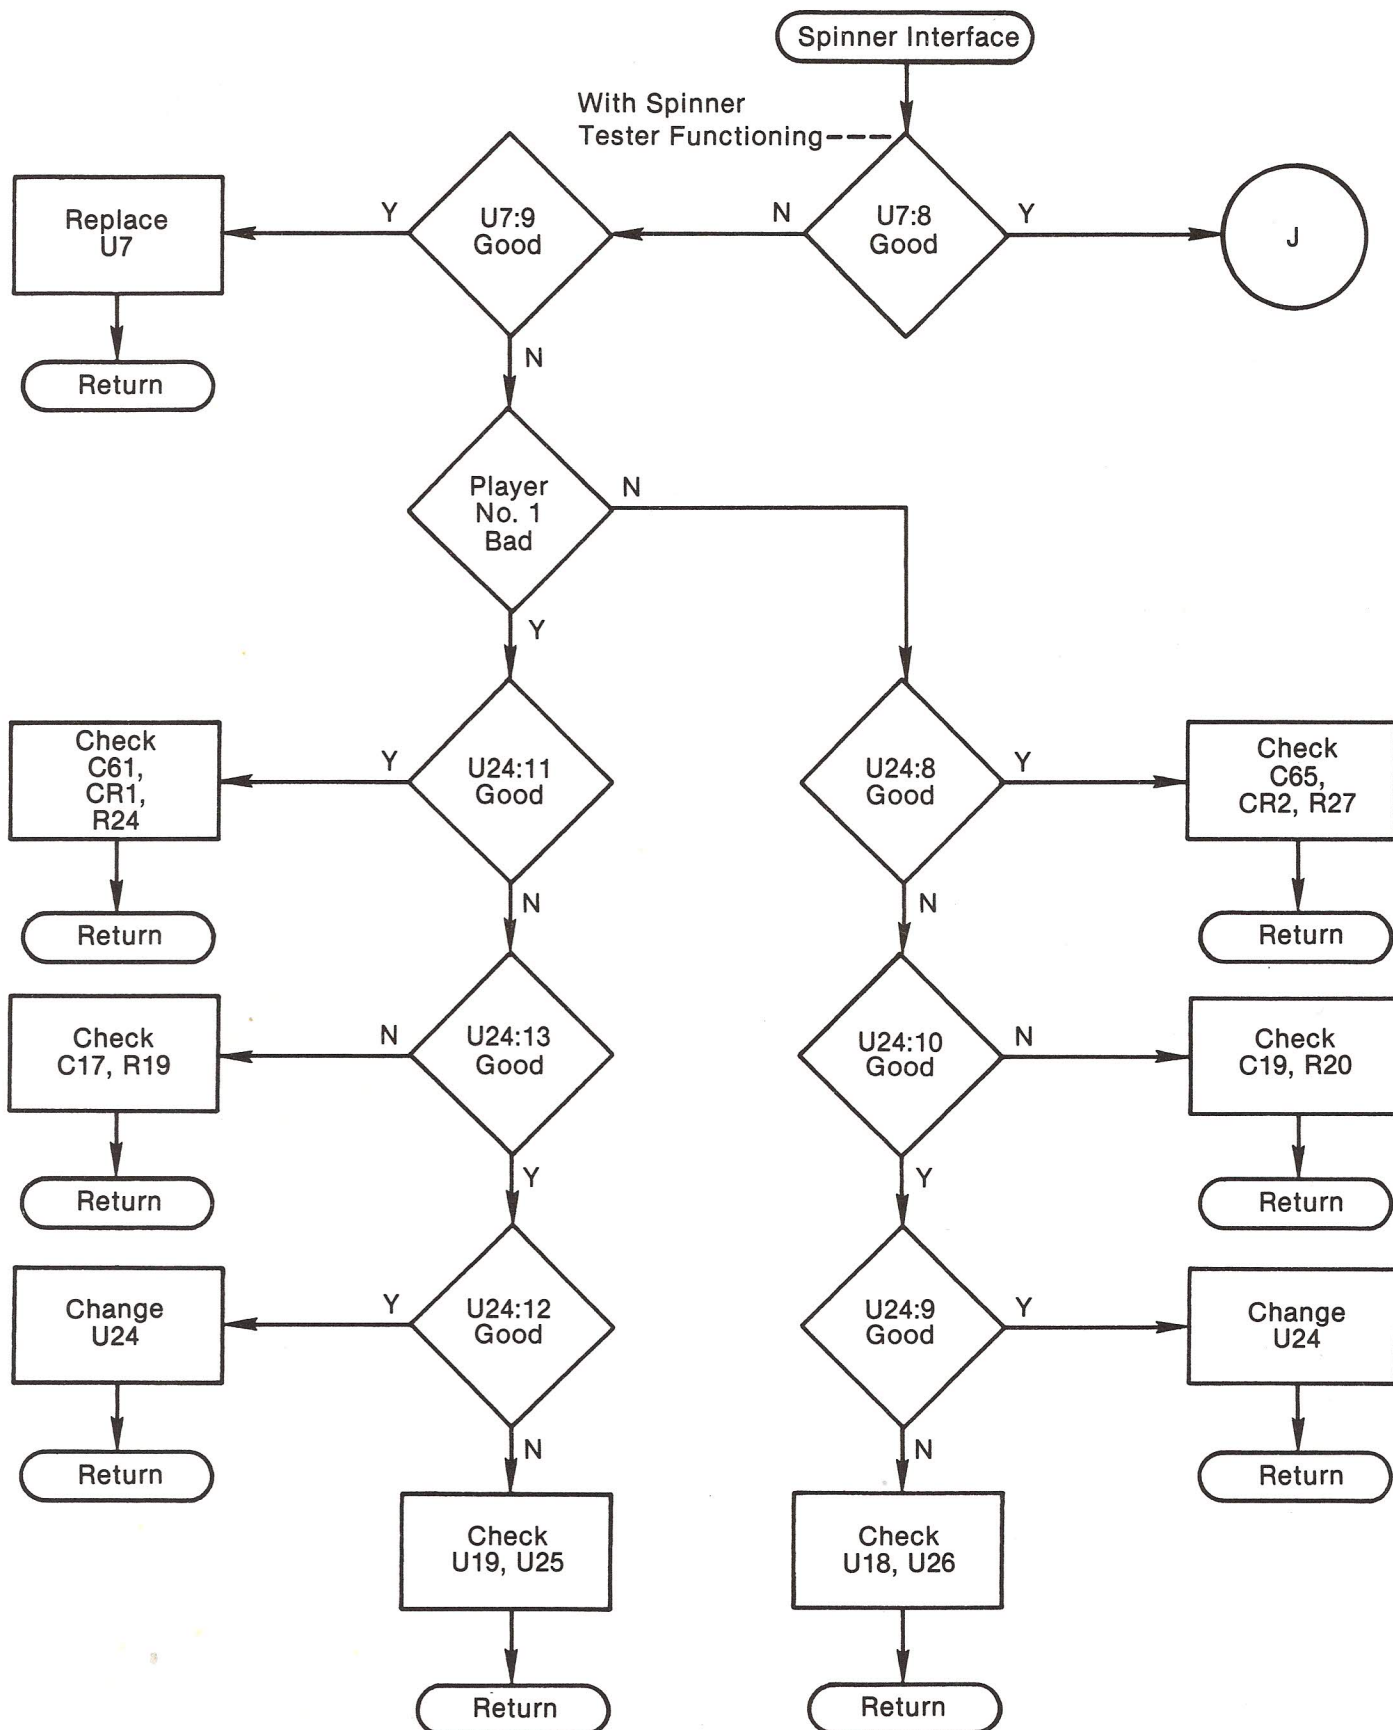 Spinner Interface
With Spinner
Tester Functioning
U7:8
Good
Y
J
N
U7:9
Good
Y
Replace
U7
Return
N
Player
No. 1
Bad
N
Y
U24:11
Good
Y
Check
C61,
CR1,
R24
Return
N
U24:13
Good
N
Check
C17, R19
Return
Y
U24:12
Good
Y
Change
U24
Return
N
Check
U19, U25
Return
U24:8
Good
Y
Check
C65,
CR2, R27
Return
N
U24:10
Good
N
Check
C19, R20
Return
Y
U24:9
Good
Y
Change
U24
Return
N
Check
U18, U26
Return